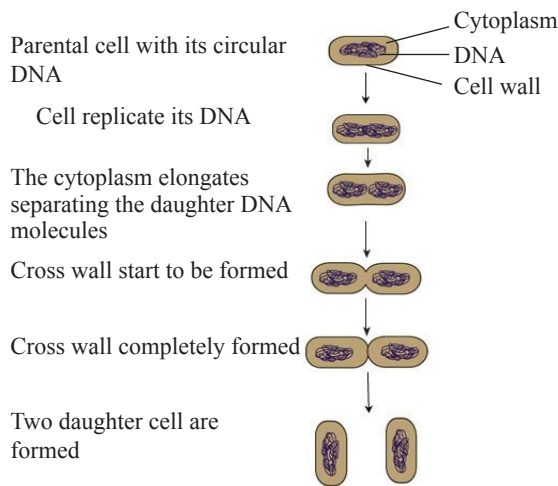 Cytoplasm
Parental cell with its circular
DNA
DNA
Cell wall
Cell replicate its DNA
The cytoplasm elongates
separating the daughter DNA
molecules
Cross wall start to be formed
Cross wall completely formed
Two daughter cell are
formed